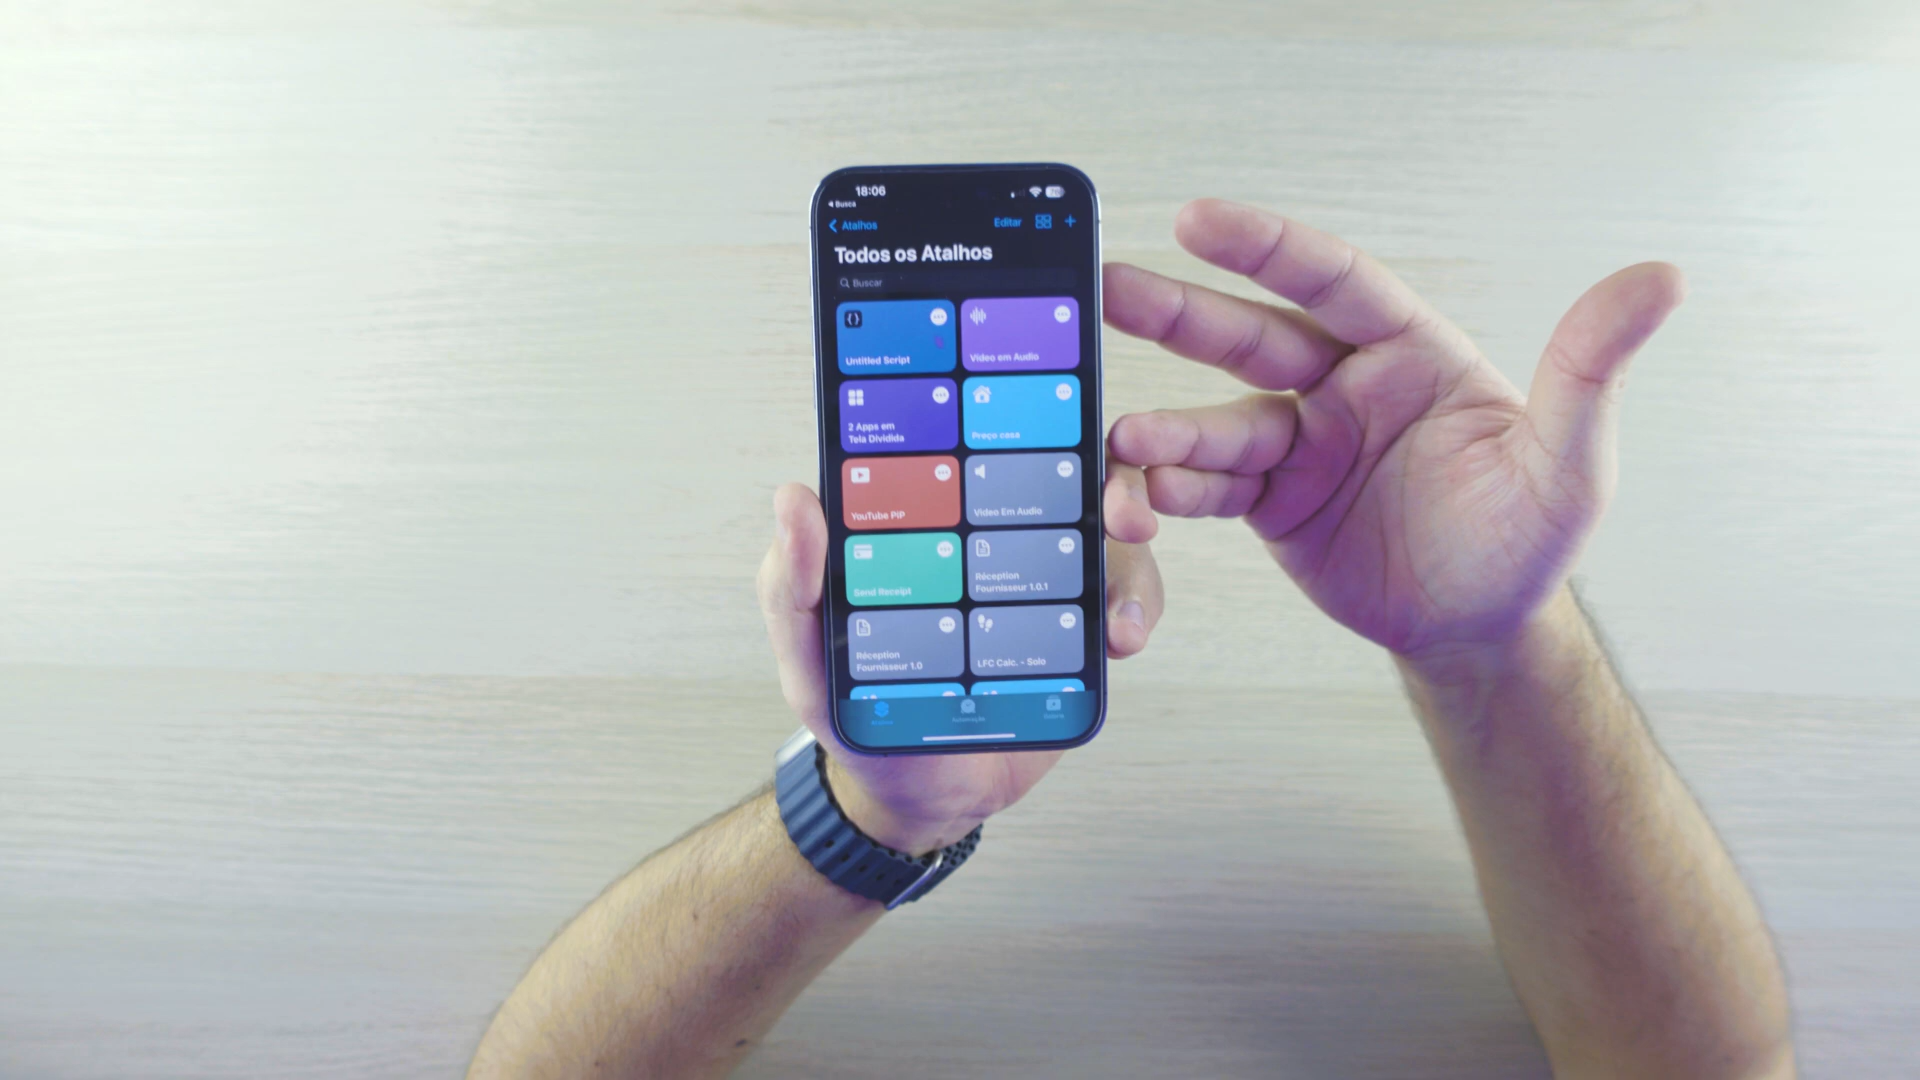 18:06
Busca
Atalhos
Editar
Todos os Atalhos
Buscar
Untitled Script
Vídeo em Audio
2 Apps em
Tela Dividida
Preço casa
YouTube PiP
Video Em Audio
Send Receipt
Réception
Fournisseur 1.0.1
Réception
Fournisseur 1.0
LFC Calc. - Solo